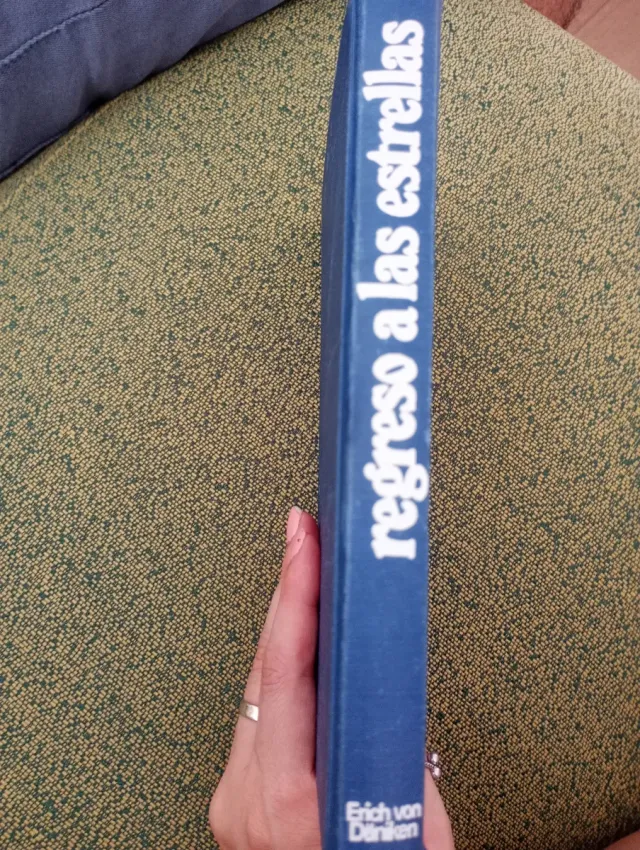 regreso a las estrellas
Erich von
Däniken